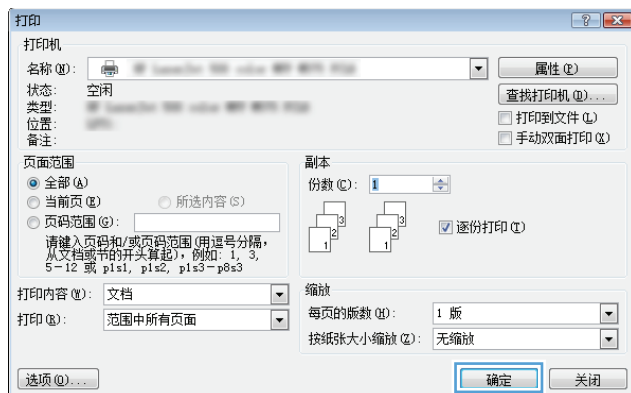 打印
打印机
名称(N):
属性(P)
状态: 空闲
查找打印机(D)...
类型:
位置:
打印到文件(L)
备注:
手动双面打印(X)
页面范围
全部(A)
当前页(E) 所选内容(S)
页码范围(G):
请键入页码和/或页码范围(用逗号分隔，
从文档或节的开头算起)，例如: 1, 3,
5-12 或 p1s1, p1s2, p1s3-p8s3
副本
份数(C): 1
3 3
2 2
1 1
逐份打印(T)
打印内容(W): 文档
打印(R): 范围中所有页面
缩放
每页的版数(H): 1 版
按纸张大小缩放(Z): 无缩放
选项(O)...
确定 关闭